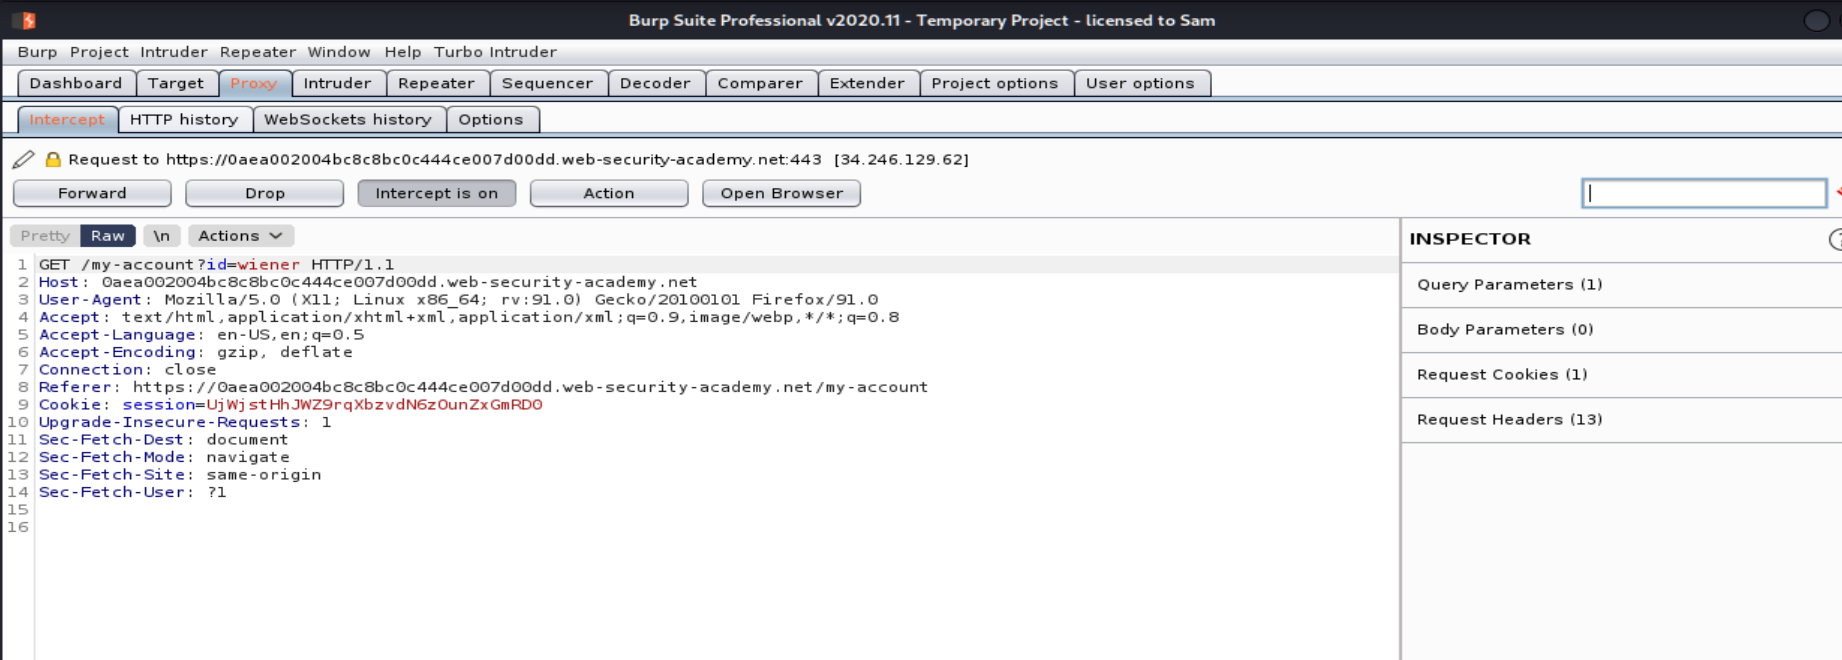 Burp Suite Professional v2020.11 - Temporary Project - licensed to Sam
Burp Project Intruder Repeater Window Help Turbo Intruder
Dashboard Target Proxy Intruder Repeater Sequencer Decoder Comparer Extender Project options User options
Intercept HTTP history WebSockets history Options
Request to https://0aea002004bc8c8bc0c444ce007d00dd.web-security-academy.net:443 [34.246.129.62]
Forward Drop Intercept is on Action Open Browser
Pretty Raw \n Actions
INSPECTOR
1 GET /my-account?id=wiener HTTP/1.1
2 Host: 0aea002004bc8c8bc0c444ce007d00dd.web-security-academy.net
3 User-Agent: Mozilla/5.0 (X11; Linux x86_64; rv:91.0) Gecko/20100101 Firefox/91.0
4 Accept: text/html,application/xhtml+xml,application/xml;q=0.9,image/webp,*/*;q=0.8
5 Accept-Language: en-US,en;q=0.5
6 Accept-Encoding: gzip, deflate
7 Connection: close
8 Referer: https://0aea002004bc8c8bc0c444ce007d00dd.web-security-academy.net/my-account
9 Cookie: session=UjWjstHhJWZ9rqXbzvdN6zOunZxGmRD0
10 Upgrade-Insecure-Requests: 1
11 Sec-Fetch-Dest: document
12 Sec-Fetch-Mode: navigate
13 Sec-Fetch-Site: same-origin
14 Sec-Fetch-User: ?1
15
16
Query Parameters (1)
Body Parameters (0)
Request Cookies (1)
Request Headers (13)